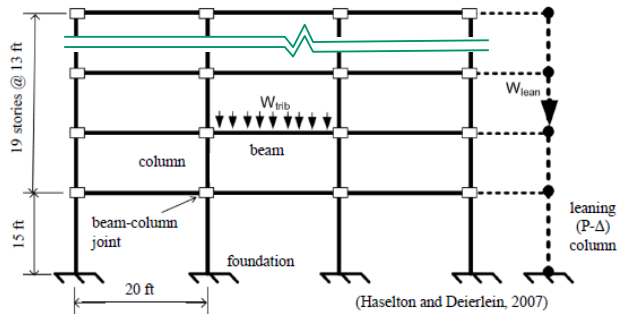 19 stories @ 13 ft
15 ft
W_trib
W_lean
beam
column
beam-column
joint
foundation
leaning
(P-Δ)
column
20 ft
(Haselton and Deierlein, 2007)